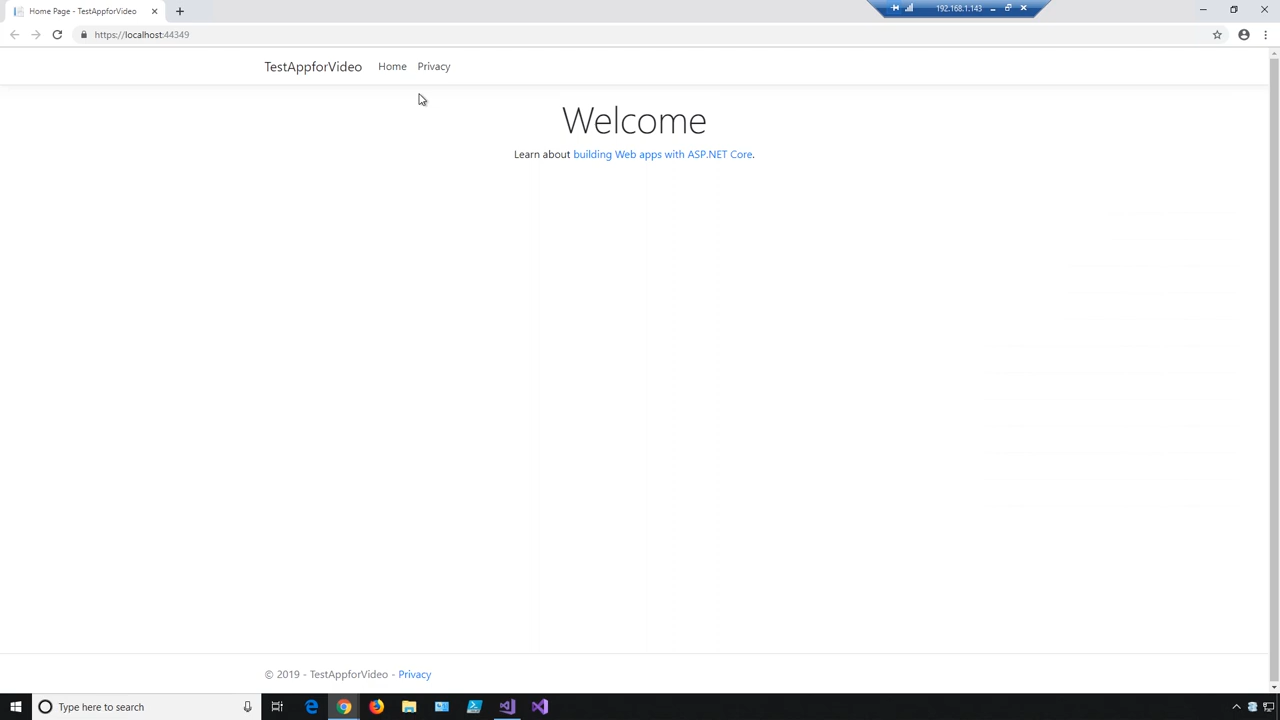 Home Page - TestAppforVideo
192.168.1.143
https://localhost:44349
TestAppforVideo Home Privacy
Welcome
Learn about building Web apps with ASP.NET Core.
© 2019 - TestAppforVideo - Privacy
Type here to search